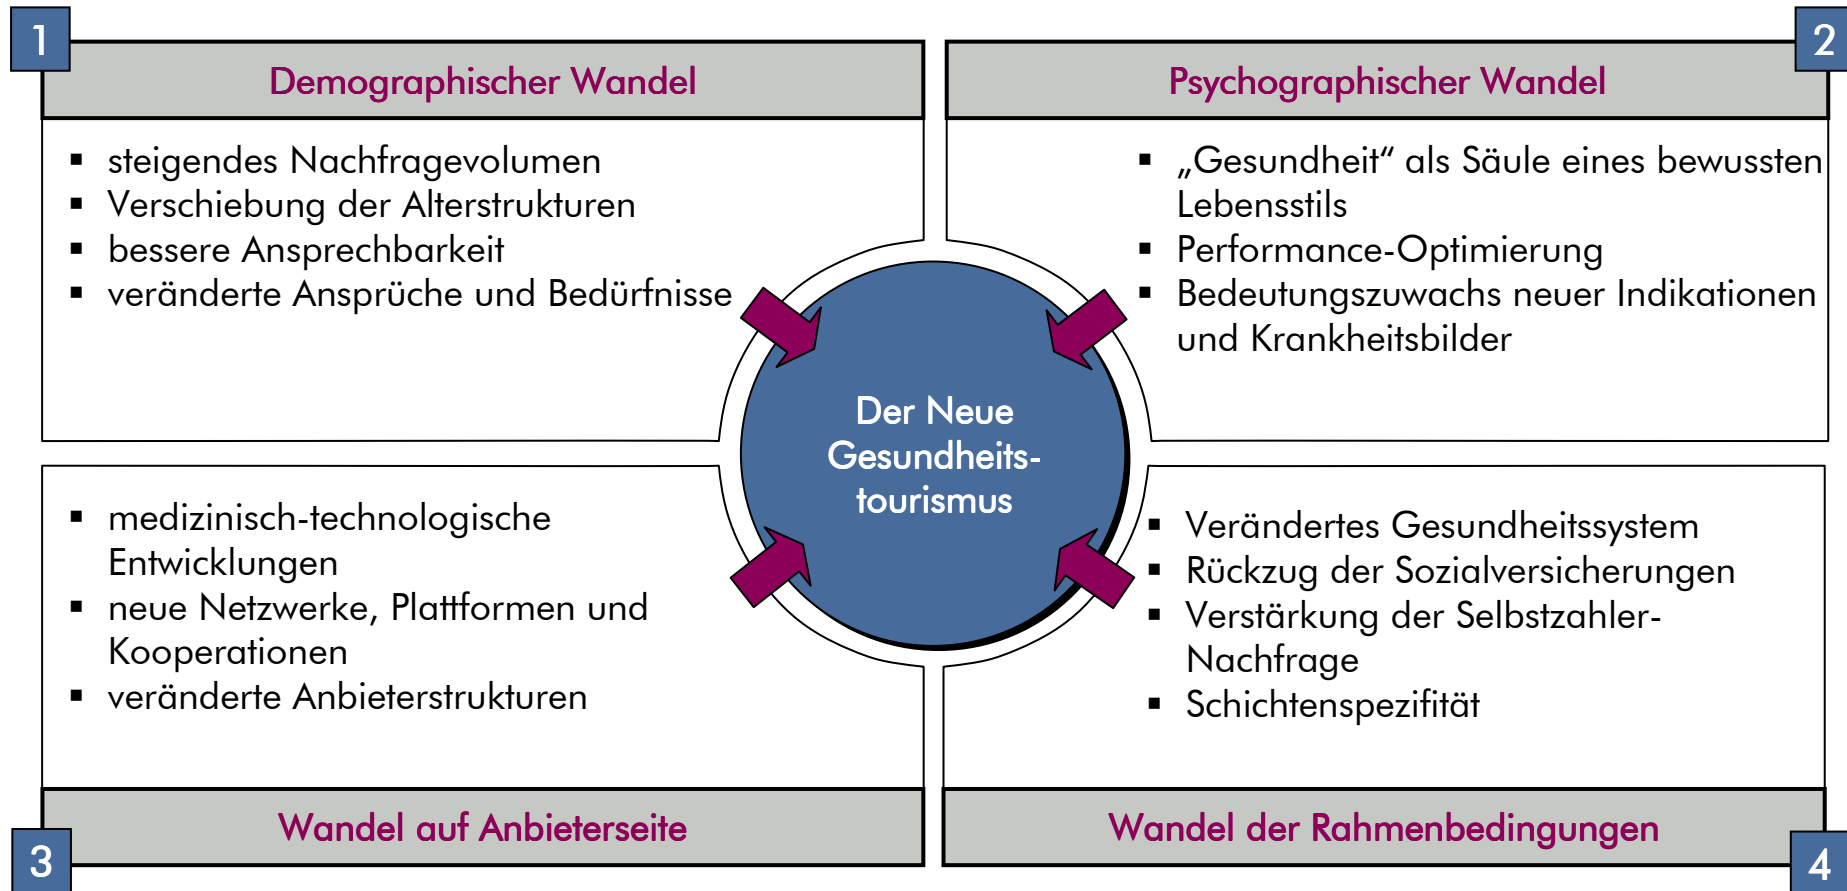 1
Demographischer Wandel
▪ steigendes Nachfragevolumen
▪ Verschiebung der Alterstrukturen
▪ bessere Ansprechbarkeit
▪ veränderte Ansprüche und Bedürfnisse
2
Psychographischer Wandel
▪ „Gesundheit“ als Säule eines bewussten
Lebensstils
▪ Performance-Optimierung
▪ Bedeutungszuwachs neuer Indikationen
und Krankheitsbilder
Der Neue
Gesundheits-
tourismus
▪ medizinisch-technologische
Entwicklungen
▪ neue Netzwerke, Plattformen und
Kooperationen
▪ veränderte Anbieterstrukturen
Wandel auf Anbieterseite
3
▪ Verändertes Gesundheitssystem
▪ Rückzug der Sozialversicherungen
▪ Verstärkung der Selbstzahler-
Nachfrage
▪ Schichtenspezifität
Wandel der Rahmenbedingungen
4